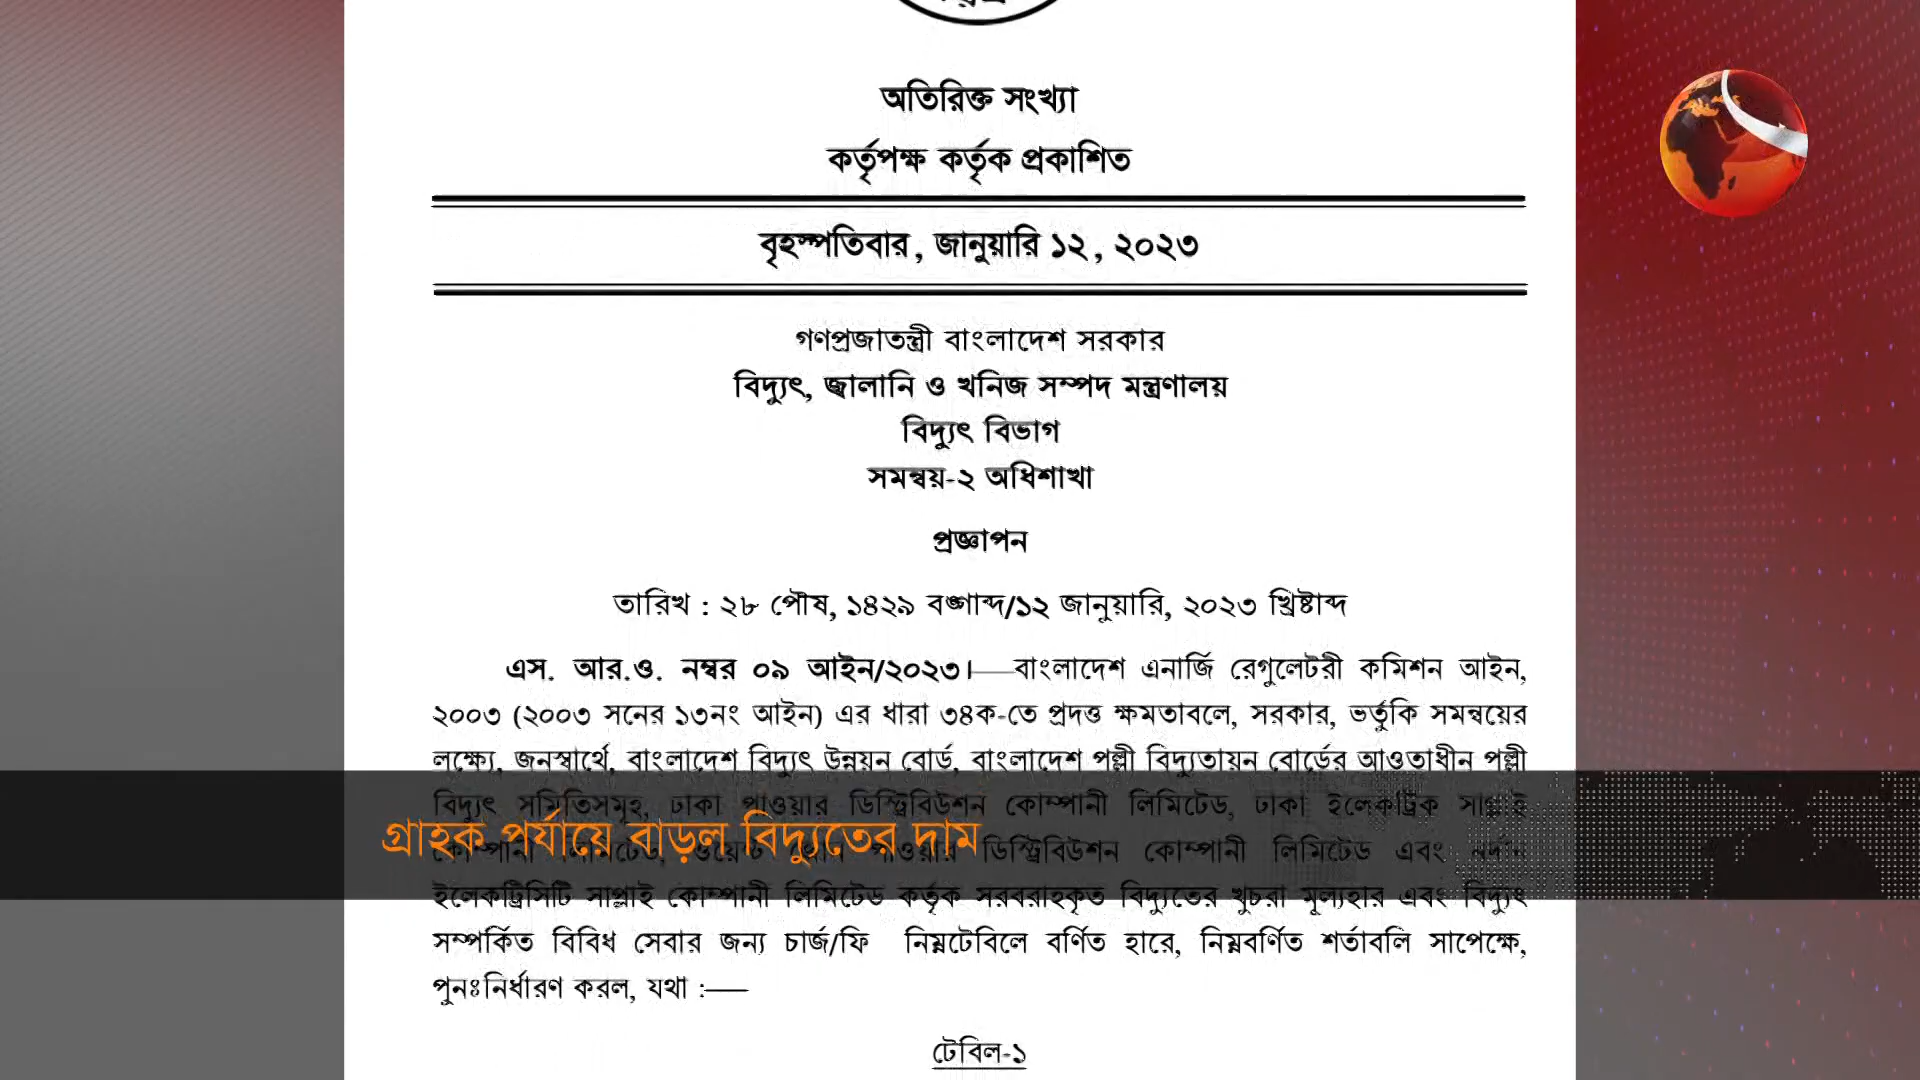 অতিরিক্ত সংখ্যা
কর্তৃপক্ষ কর্তৃক প্রকাশিত
বৃহস্পতিবার, জানুয়ারি ১২, ২০২৩
গণপ্রজাতন্ত্রী বাংলাদেশ সরকার
বিদ্যুৎ, জ্বালানি ও খনিজ সম্পদ মন্ত্রণালয়
বিদ্যুৎ বিভাগ
সমন্বয়-২ অধিশাখা
প্রজ্ঞাপন
তারিখ : ২৮ পৌষ, ১৪২৯ বঙ্গাব্দ/১২ জানুয়ারি, ২০২৩ খ্রিষ্টাব্দ
এস. আর.ও. নম্বর ০৯ আইন/২০২৩।—বাংলাদেশ এনার্জি রেগুলেটরী কমিশন আইন,
২০০৩ (২০০৩ সনের ১৩নং আইন) এর ধারা ৩৪ক-তে প্রদত্ত ক্ষমতাবলে, সরকার, ভর্তুকি সমন্বয়ের
লক্ষ্যে, জনস্বার্থে, বাংলাদেশ বিদ্যুৎ উন্নয়ন বোর্ড, বাংলাদেশ পল্লী বিদ্যুতায়ন বোর্ডের আওতাধীন পল্লী
বিদ্যুৎ সমিতিসমূহ, ঢাকা পাওয়ার ডিস্ট্রিবিউশন কোম্পানী লিমিটেড, ঢাকা ইলেকট্রিক সাপ্লাই
গ্রাহক পর্যায়ে বাড়ল বিদ্যুতের দাম
পাওয়ার ডিস্ট্রিবিউশন কোম্পানী লিমিটেড এবং নর্দান
ইলেকট্রিসিটি সাপ্লাই কোম্পানী লিমিটেড কর্তৃক সরবরাহকৃত বিদ্যুতের খুচরা মূল্যহার এবং বিদ্যুৎ
সম্পর্কিত বিবিধ সেবার জন্য চার্জ/ফি নিম্নটেবিলে বর্ণিত হারে, নিম্নবর্ণিত শর্তাবলি সাপেক্ষে,
পুনঃনির্ধারণ করল, যথা :—
টেবিল-১